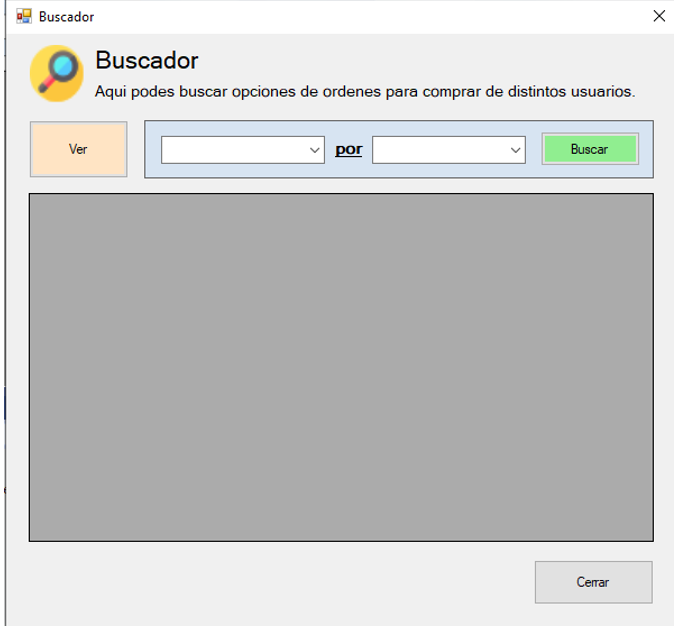 Buscador
Buscador
Aqui podes buscar opciones de ordenes para comprar de distintos usuarios.
Ver por Buscar
Cerrar